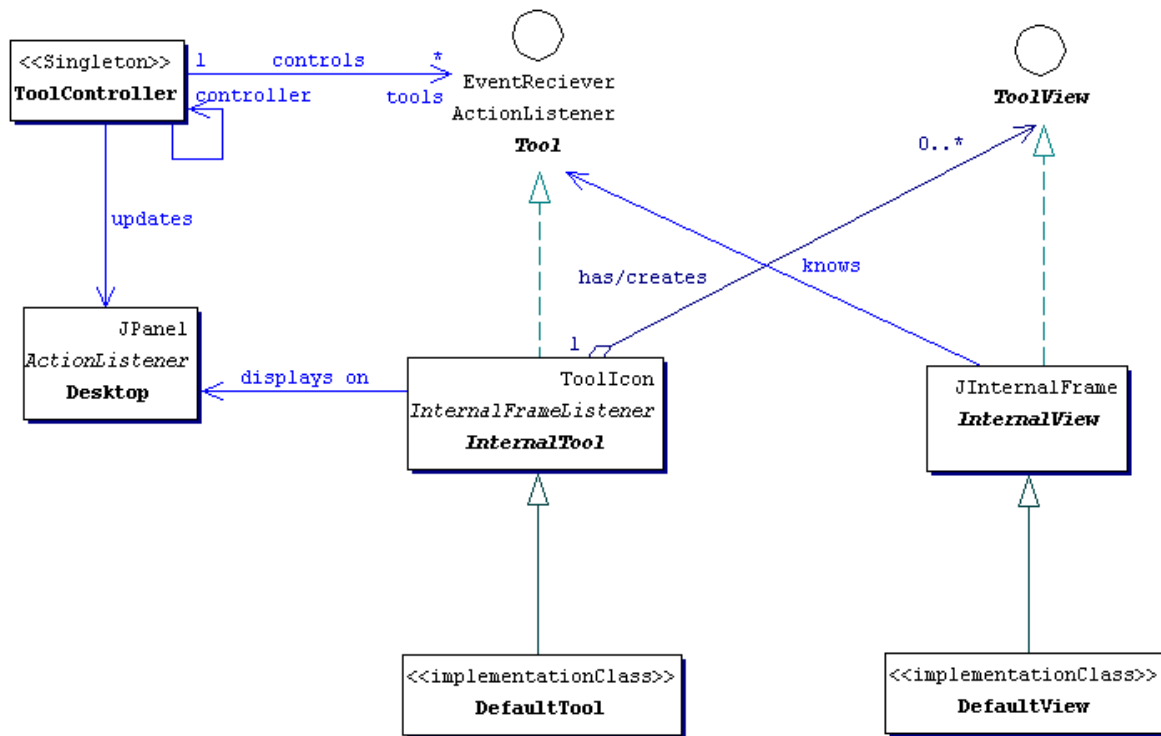 <<Singleton>>
ToolController
1
controls
*
controller
tools
EventReciever
ActionListener
Tool
ToolView
0..*
updates
has/creates
knows
1
JPanel
ActionListener
Desktop
displays on
ToolIcon
InternalFrameListener
InternalTool
JInternalFrame
InternalView
<<implementationClass>>
DefaultTool
<<implementationClass>>
DefaultView